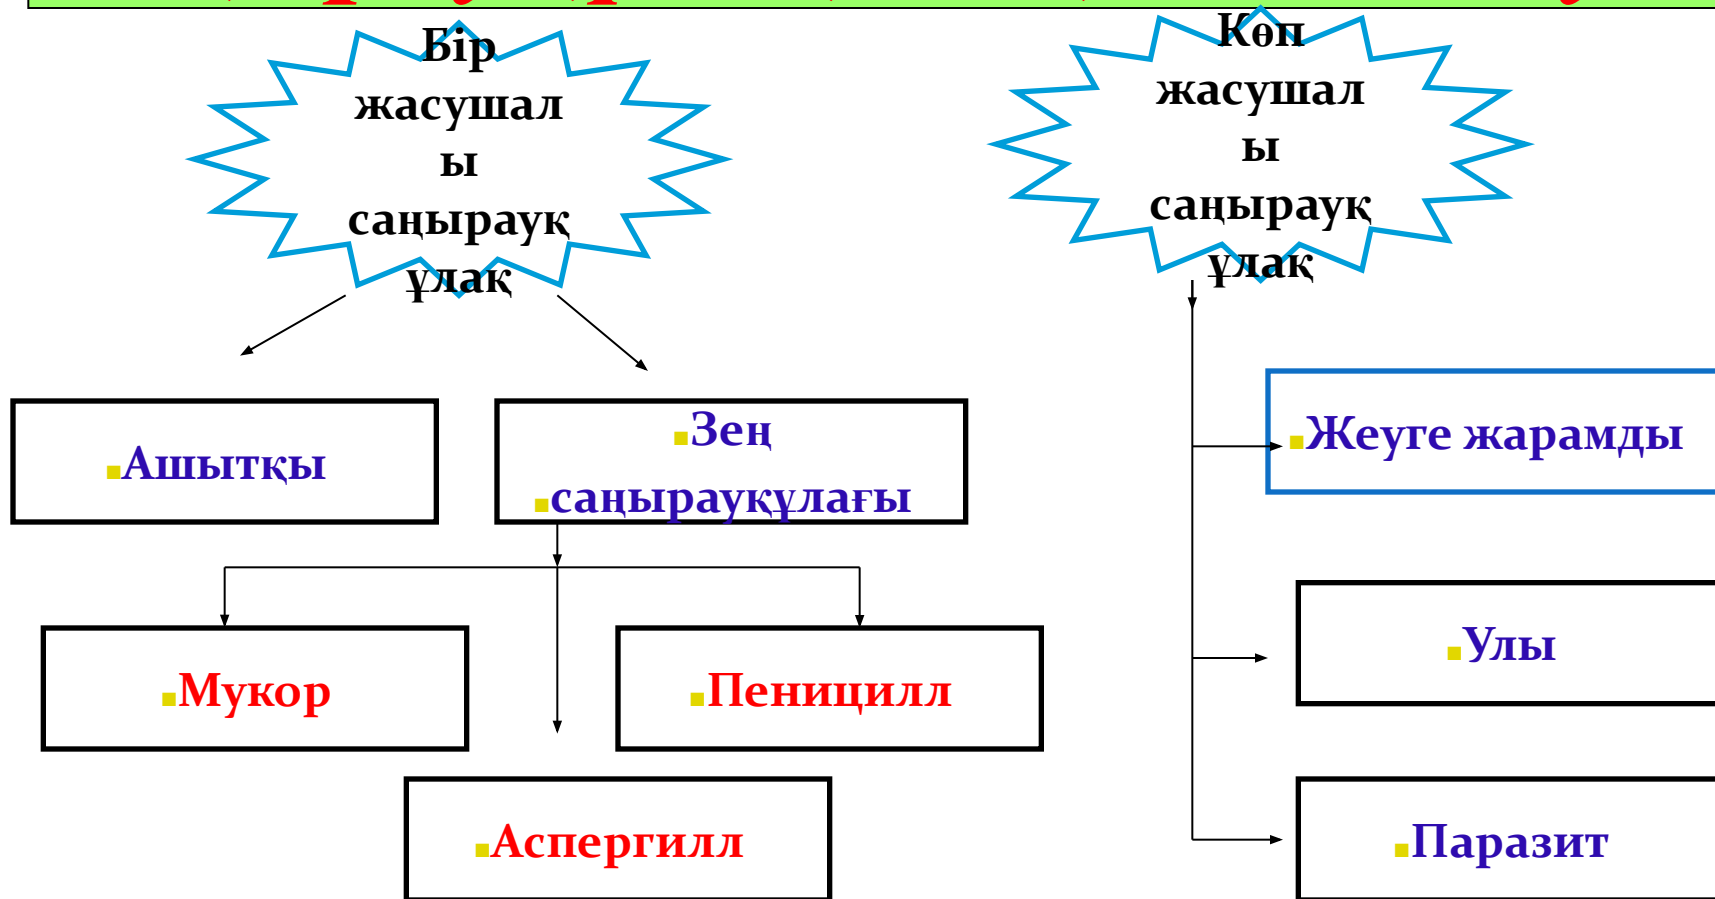 Бір
жасушал
ы
саңырауқ
ұлақ
Көп
жасушал
ы
саңырауқ
ұлақ
Ашытқы
Зең
саңырауқұлағы
Жеуге жарамды
Мукор
Пеницилл
Улы
Аспергилл
Паразит